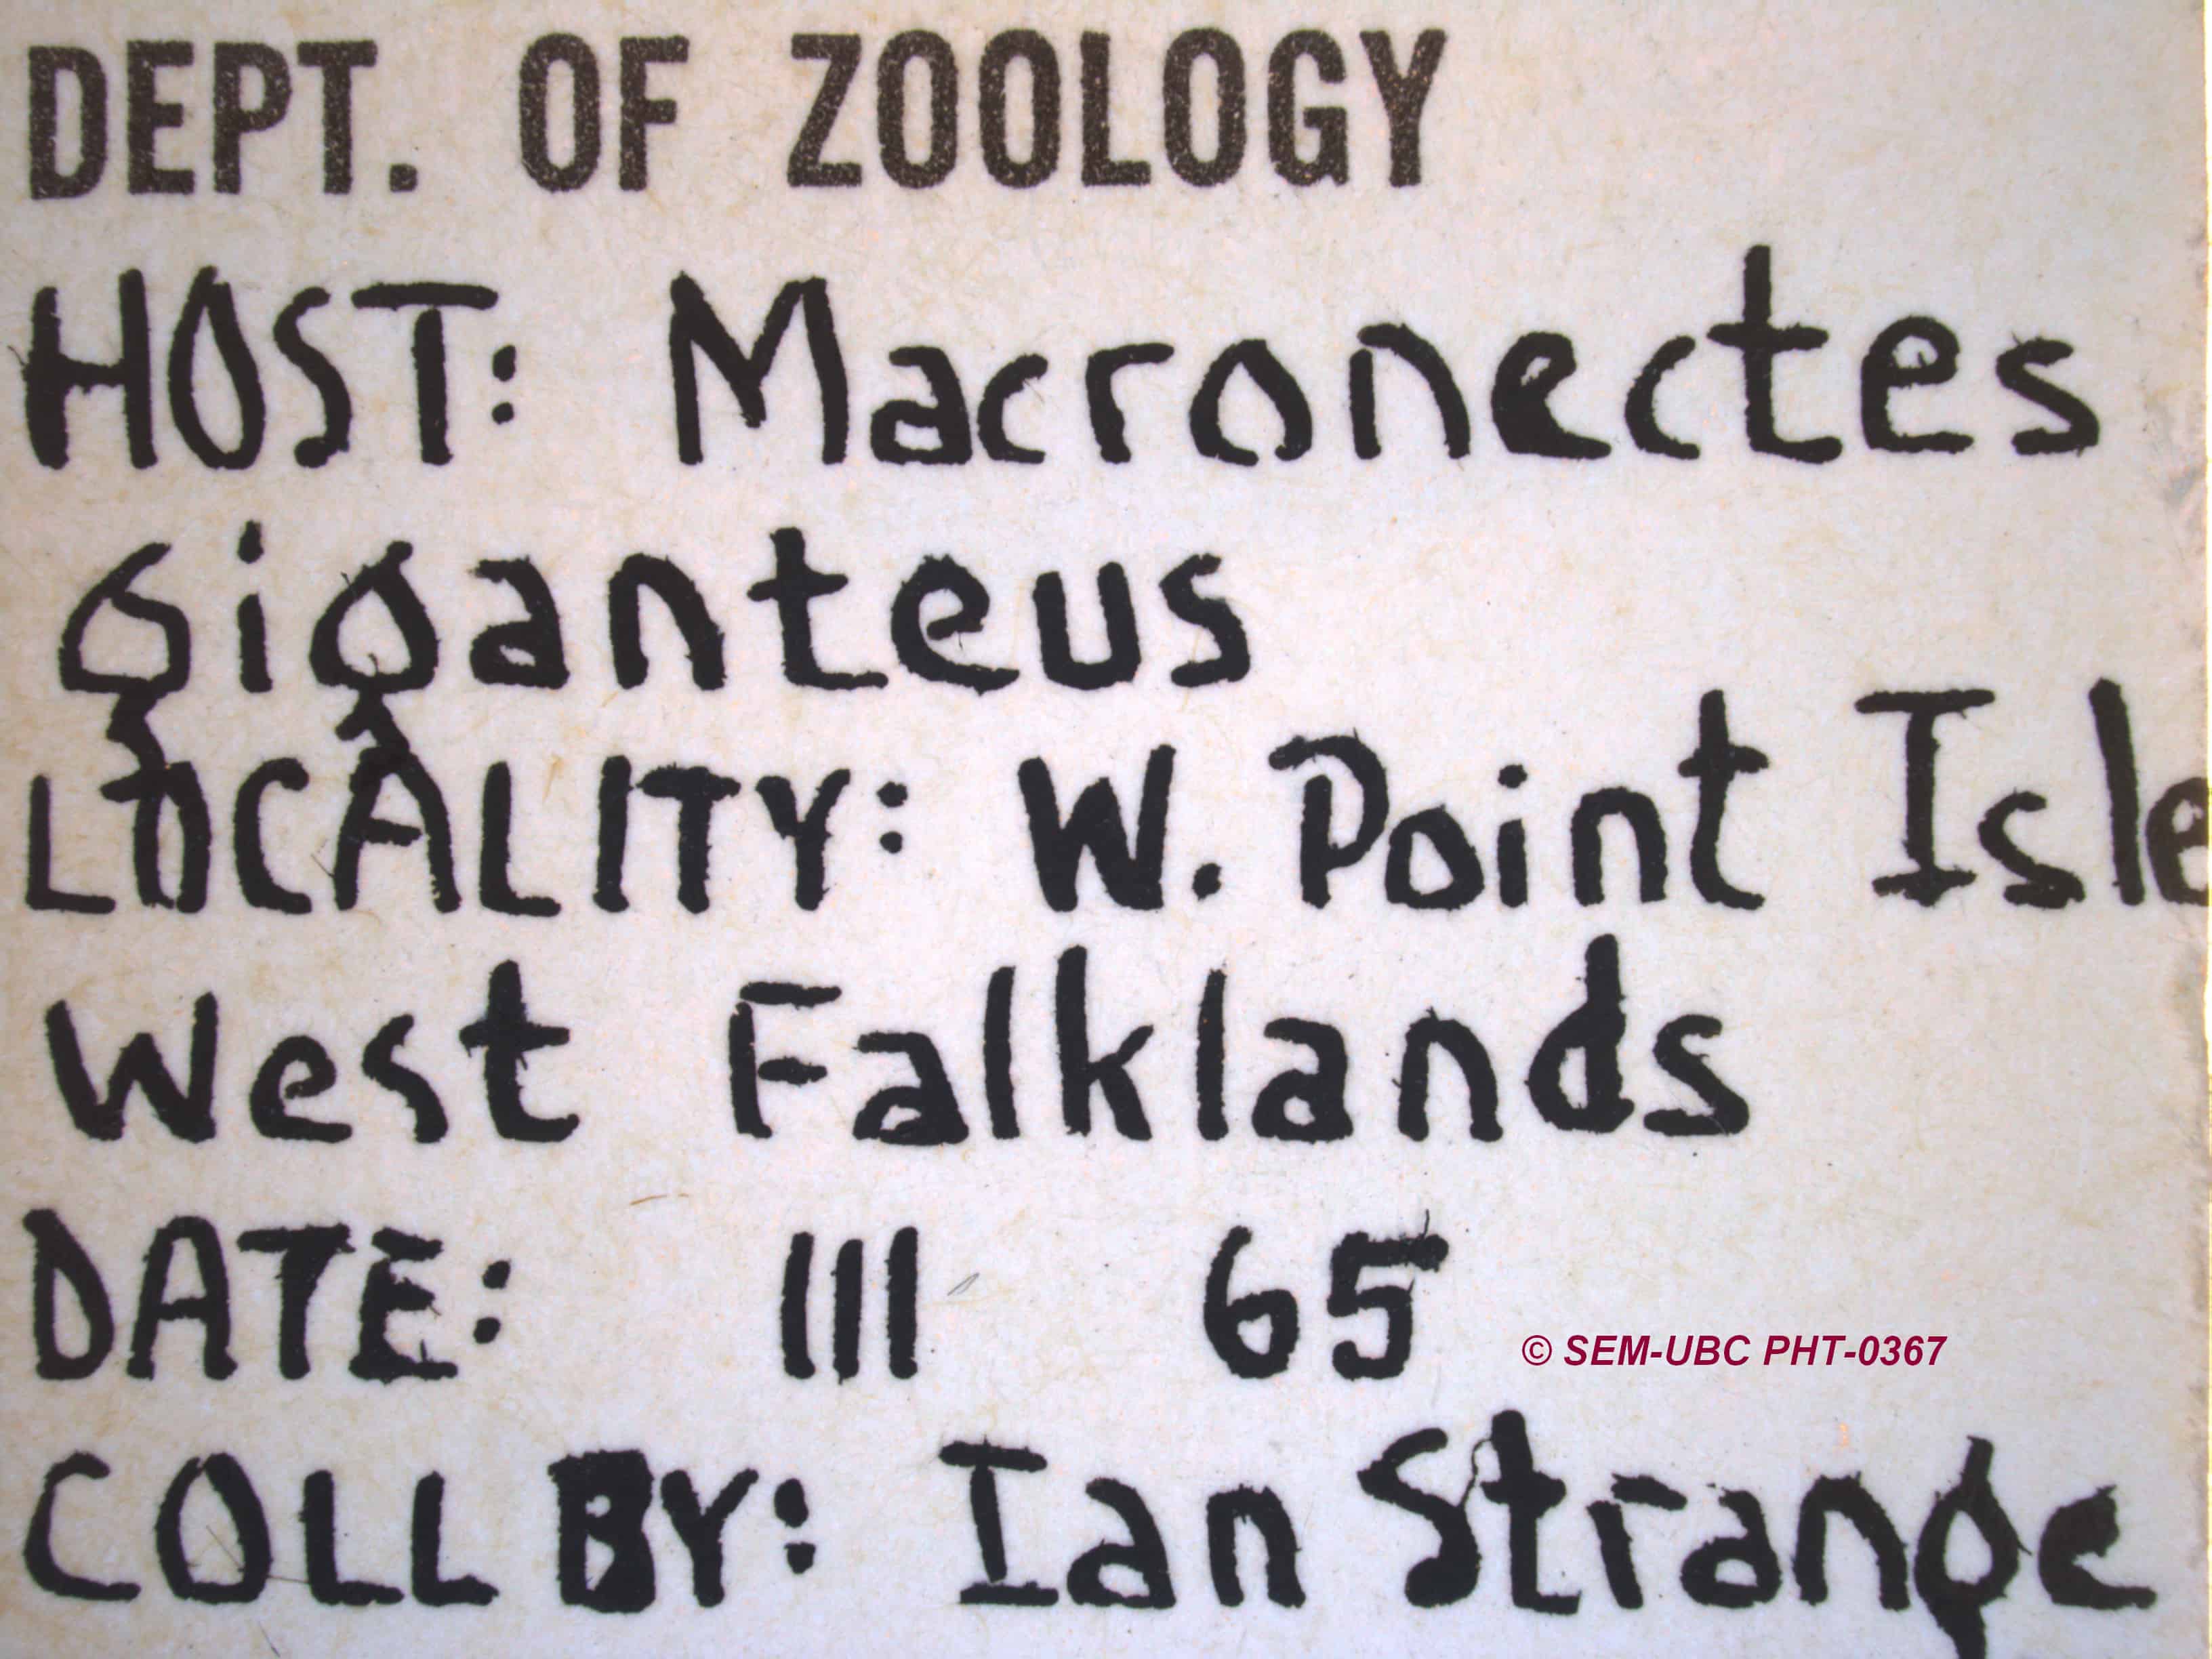 DEPT. OF ZOOLOGY
HOST: Macronectes
giganteus
LOCALITY: W. Point Isle
West Falklands
DATE: III 65
© SEM-UBC PHT-0367
COLL BY: Ian Strange